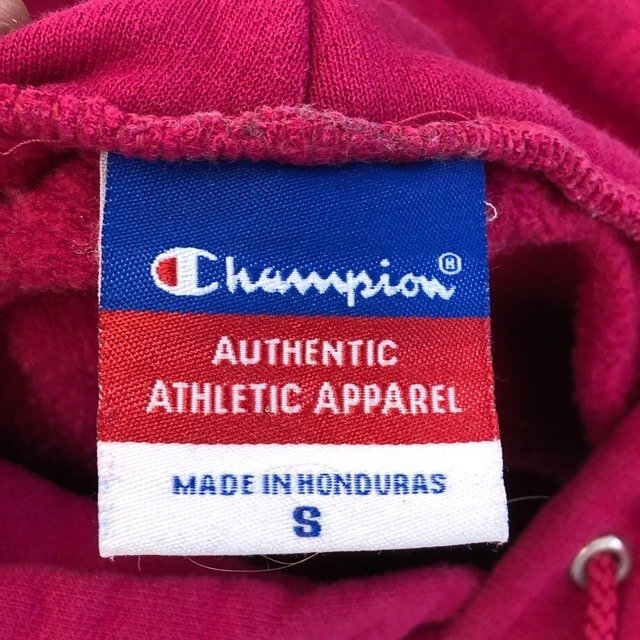 Champion®
AUTHENTIC
ATHLETIC APPAREL
MADE IN HONDURAS
S